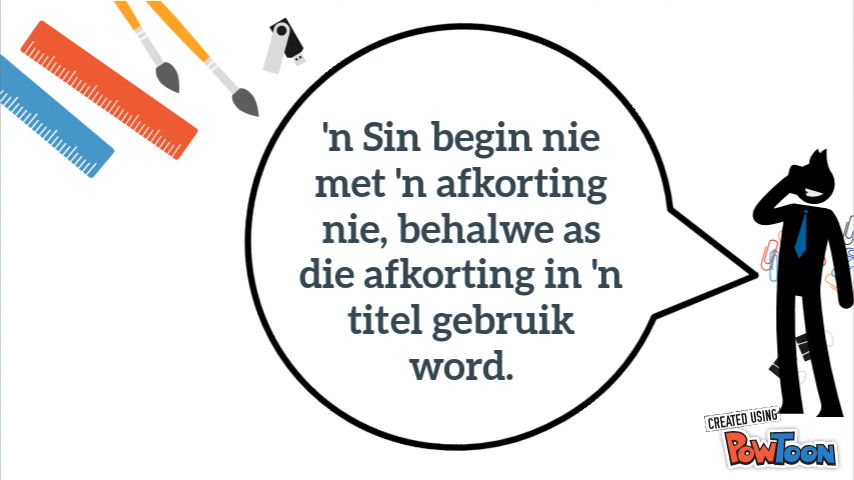 'n Sin begin nie
met 'n afkorting
nie, behalwe as
die afkorting in 'n
titel gebruik
word.
CREATED USING
POWTOON